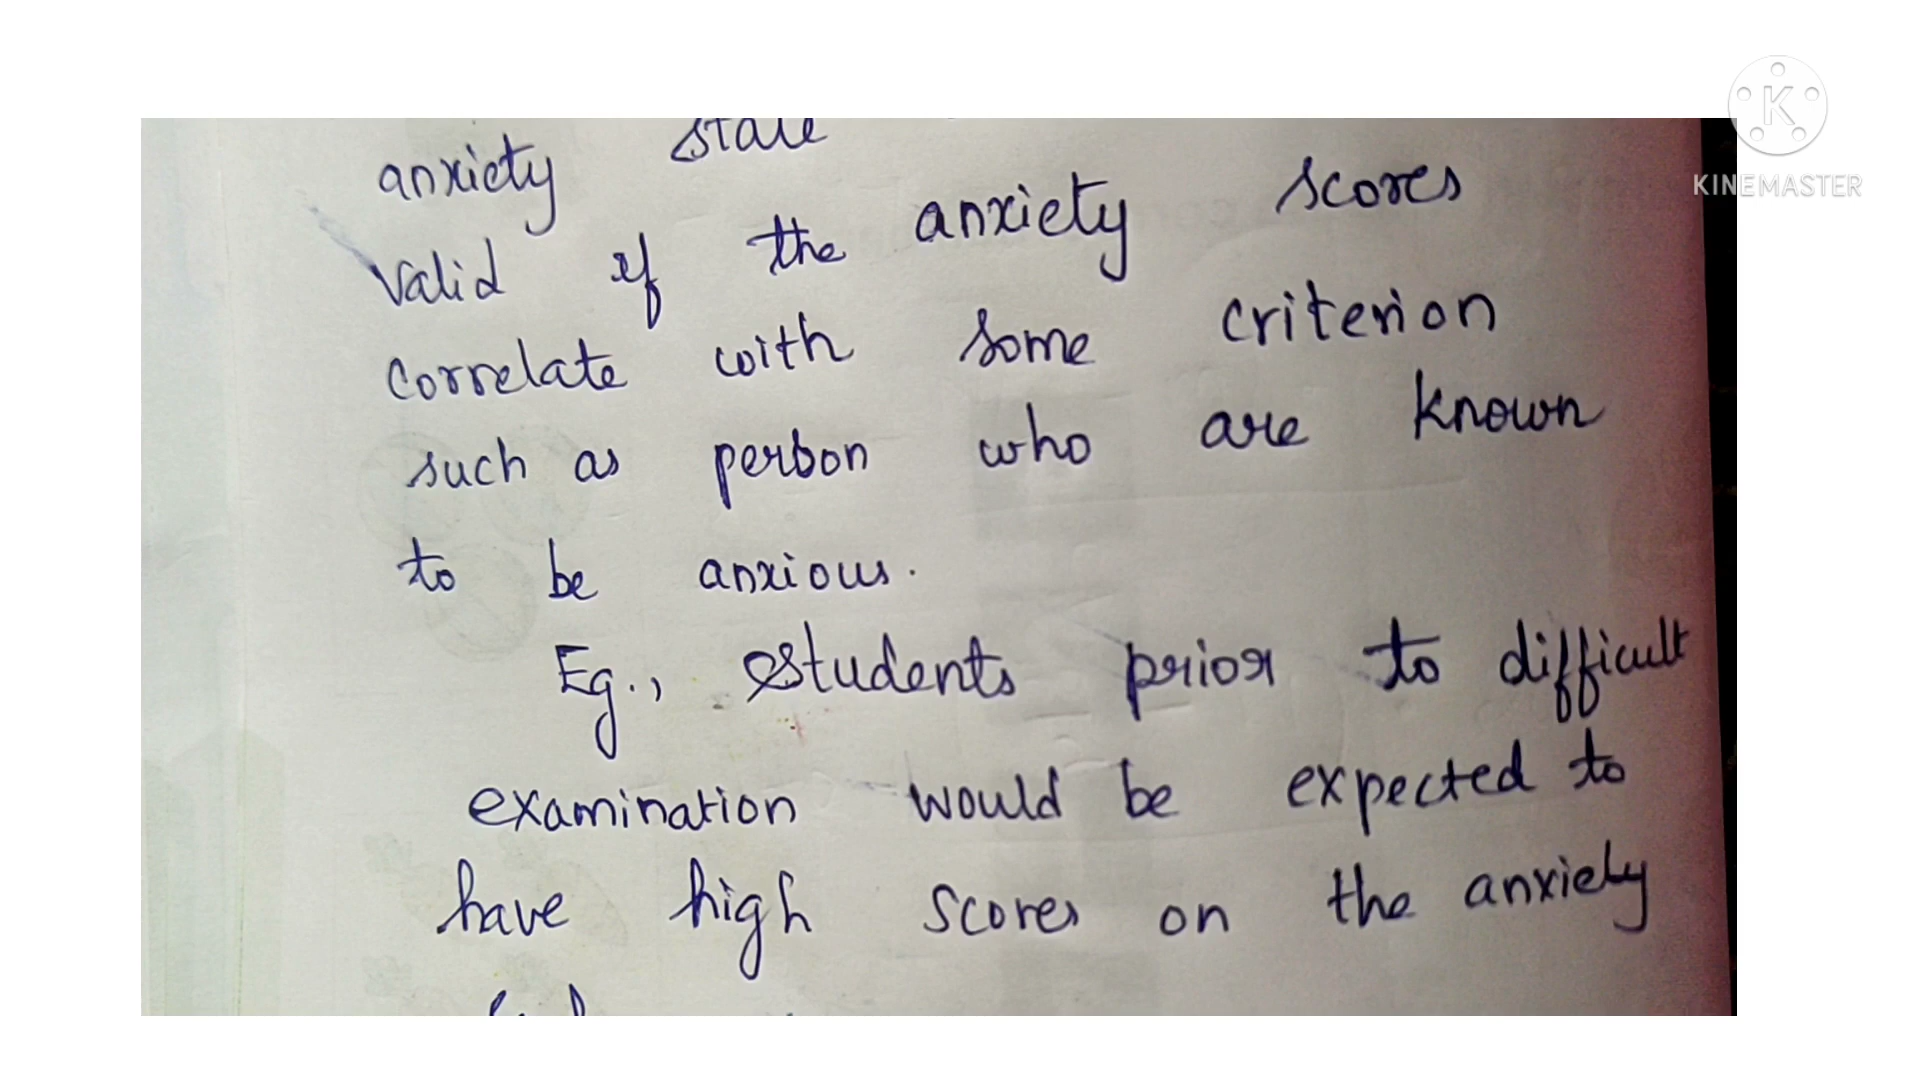 anxiety state
valid if the anxiety scores
correlate with some criterion
such as person who are known
to be anxious.
Eg., students prior to difficult
examination would be expected to
have high scores on the anxiety
KINEMASTER